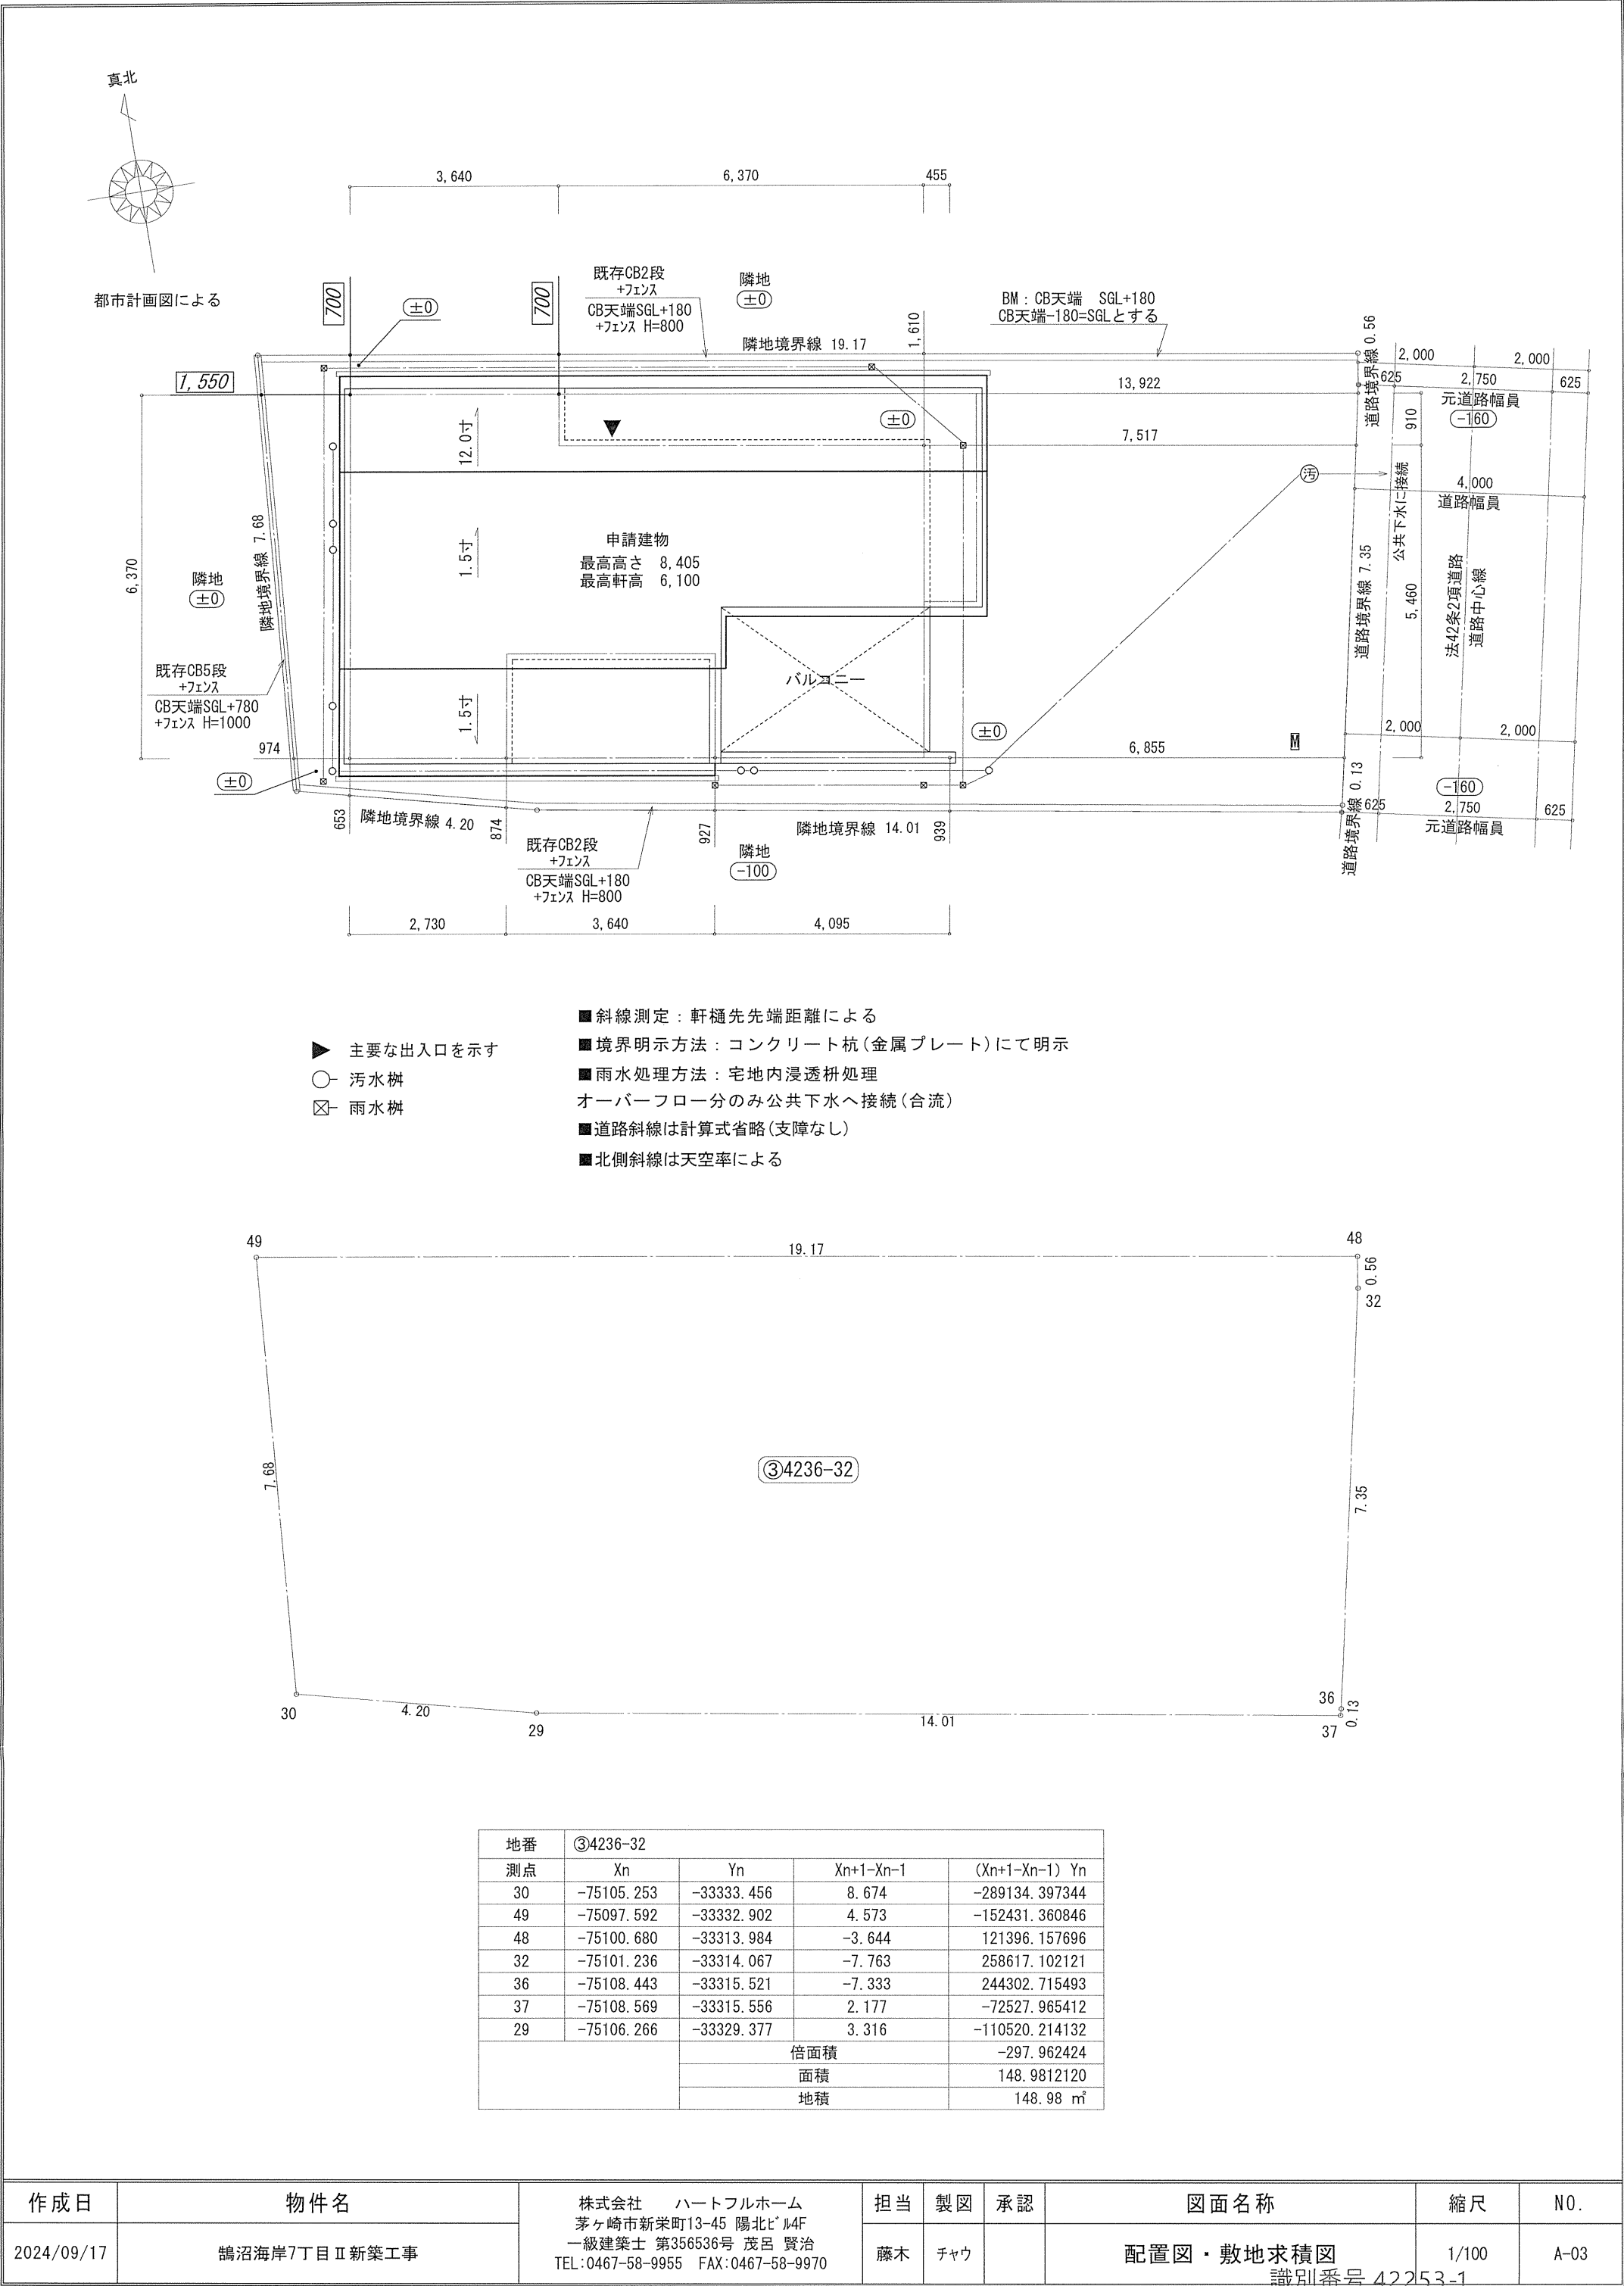 真北
都市計画図による
3,640
6,370
455
700
±0
700
既存CB2段
+フェンス
CB天端SGL+180
+フェンス H=800
隣地
±0
隣地境界線 19.17
1,610
BM：CB天端 SGL+180
CB天端-180=SGLとする
道路境界線 0.56
2,000
2,000
625
2,750
625
元道路幅員
-160
1,550
13,922
±0
7,517
910
12.0寸
汚
公共下水に接続
4,000
道路幅員
6,370
隣地
±0
隣地境界線 7.68
1.5寸
申請建物
最高高さ 8,405
最高軒高 6,100
道路境界線 7.35
5,460
法42条2項道路
道路中心線
既存CB5段
+フェンス
CB天端SGL+780
+フェンス H=1000
1.5寸
バルコニー
±0
M
2,000
2,000
974
6,855
±0
-160
道路境界線 0.13
625
2,750
625
元道路幅員
653
隣地境界線 4.20
874
927
隣地境界線 14.01
939
既存CB2段
+フェンス
CB天端SGL+180
+フェンス H=800
隣地
-100
2,730
3,640
4,095
▶ 主要な出入口を示す
汚水桝
雨水桝
■斜線測定：軒樋先先端距離による
■境界明示方法：コンクリート杭(金属プレート)にて明示
■雨水処理方法：宅地内浸透枡処理
オーバーフロー分のみ公共下水へ接続(合流)
■道路斜線は計算式省略(支障なし)
■北側斜線は天空率による
49
19.17
48
0.56
32
7.68
③4236-32
7.35
30
4.20
29
14.01
36
0.13
37
地番 ③4236-32
測点 Xn Yn Xn+1-Xn-1 (Xn+1-Xn-1) Yn
30 -75105.253 -33333.456 8.674 -289134.397344
49 -75097.592 -33332.902 4.573 -152431.360846
48 -75100.680 -33313.984 -3.644 121396.157696
32 -75101.236 -33314.067 -7.763 258617.102121
36 -75108.443 -33315.521 -7.333 244302.715493
37 -75108.569 -33315.556 2.177 -72527.965412
29 -75106.266 -33329.377 3.316 -110520.214132
倍面積 -297.962424
面積 148.9812120
地積 148.98 ㎡
作成日 物件名
2024/09/17 鵠沼海岸7丁目Ⅱ新築工事
株式会社 ハートフルホーム
茅ヶ崎市新栄町13-45 陽北ビル4F
一級建築士 第356536号 茂呂 賢治
TEL:0467-58-9955 FAX:0467-58-9970
担当 製図 承認 図面名称 縮尺 NO.
藤木 チャウ 配置図・敷地求積図 1/100 A-03
識別番号 42253-1